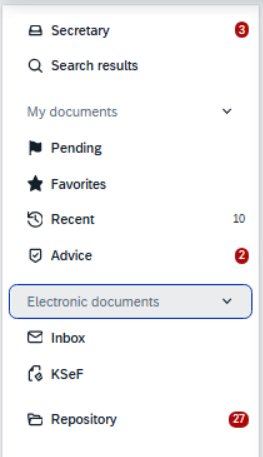 Secretary 3
Search results
My documents
Pending
Favorites
Recent 10
Advice 2
Electronic documents
Inbox
KSeF
Repository 27